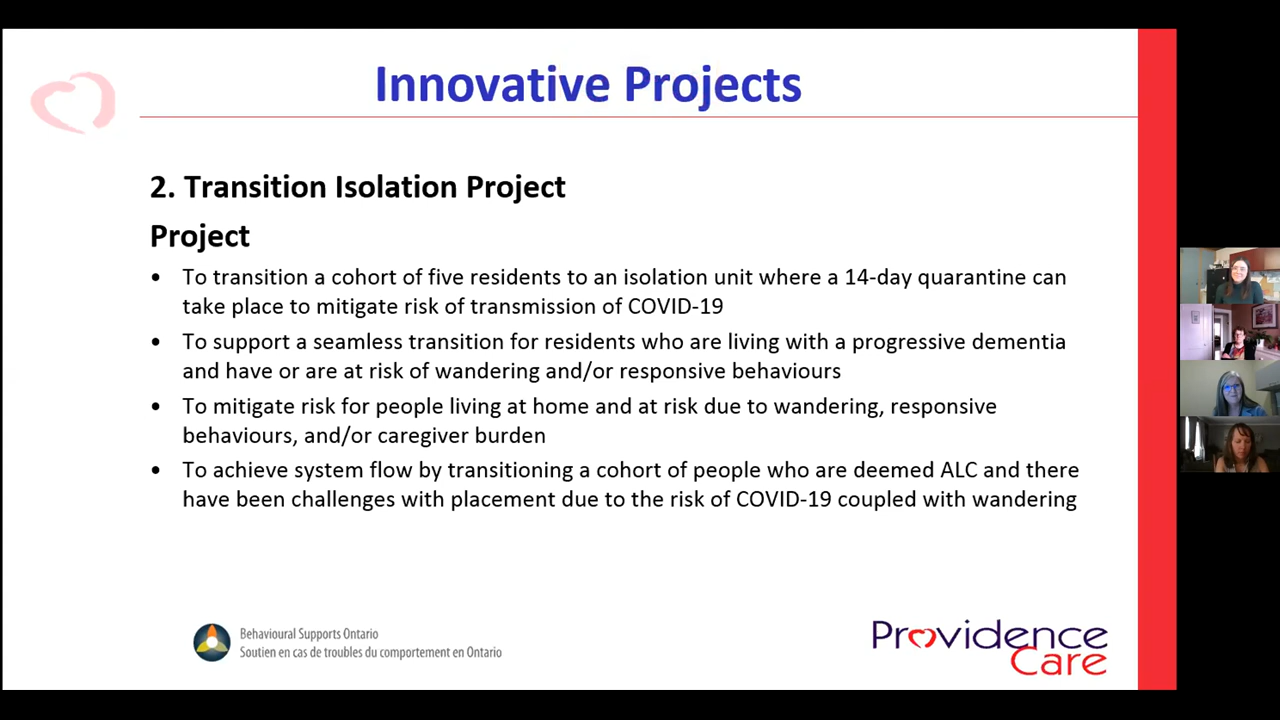 Innovative Projects
2. Transition Isolation Project
Project
• To transition a cohort of five residents to an isolation unit where a 14-day quarantine can
take place to mitigate risk of transmission of COVID-19
• To support a seamless transition for residents who are living with a progressive dementia
and have or are at risk of wandering and/or responsive behaviours
• To mitigate risk for people living at home and at risk due to wandering, responsive
behaviours, and/or caregiver burden
• To achieve system flow by transitioning a cohort of people who are deemed ALC and there
have been challenges with placement due to the risk of COVID-19 coupled with wandering
Behavioural Supports Ontario
Soutien en cas de troubles du comportement en Ontario
Providence
Care